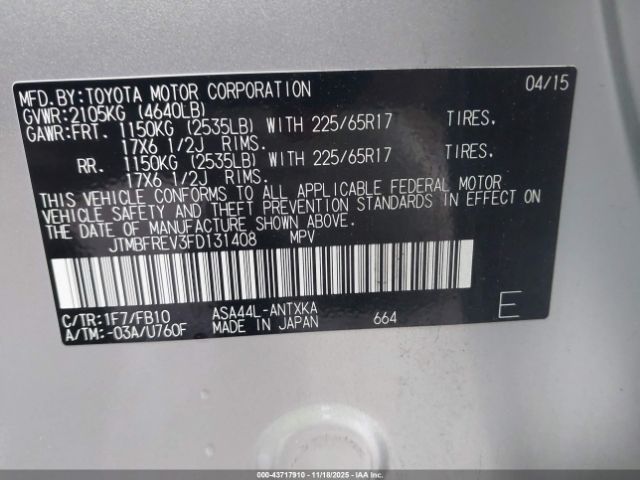 MFD.BY:TOYOTA MOTOR CORPORATION 04/15
GVWR:2105KG (4640LB)
GAWR:FRT. 1150KG (2535LB) WITH 225/65R17 TIRES.
17X6 1/2J RIMS.
RR. 1150KG (2535LB) WITH 225/65R17 TIRES.
17X6 1/2J RIMS.
THIS VEHICLE CONFORMS TO ALL APPLICABLE FEDERAL MOTOR
VEHICLE SAFETY AND THEFT PREVENTION STANDARDS IN EFFECT ON
THE DATE OF MANUFACTURE SHOWN ABOVE.
JTMBFREV3FD131408 MPV
C/TR:1F7/FB10 ASA44L-ANTXKA
A/TM:-03A/U760F MADE IN JAPAN 664 E
000-43717910 - 11/18/2025 - IAAI.COM